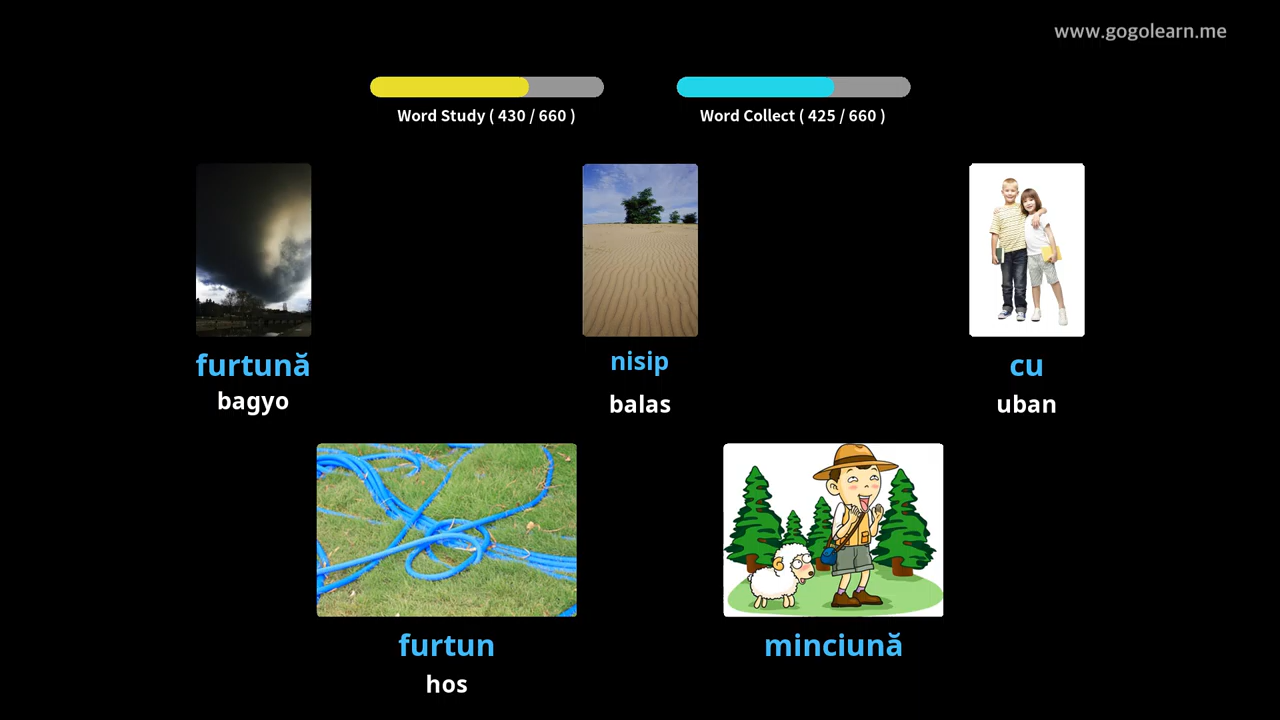 www.gogolearn.me
Word Study ( 430 / 660 )
Word Collect ( 425 / 660 )
furtună
bagyo
nisip
balas
cu
uban
furtun
hos
minciună